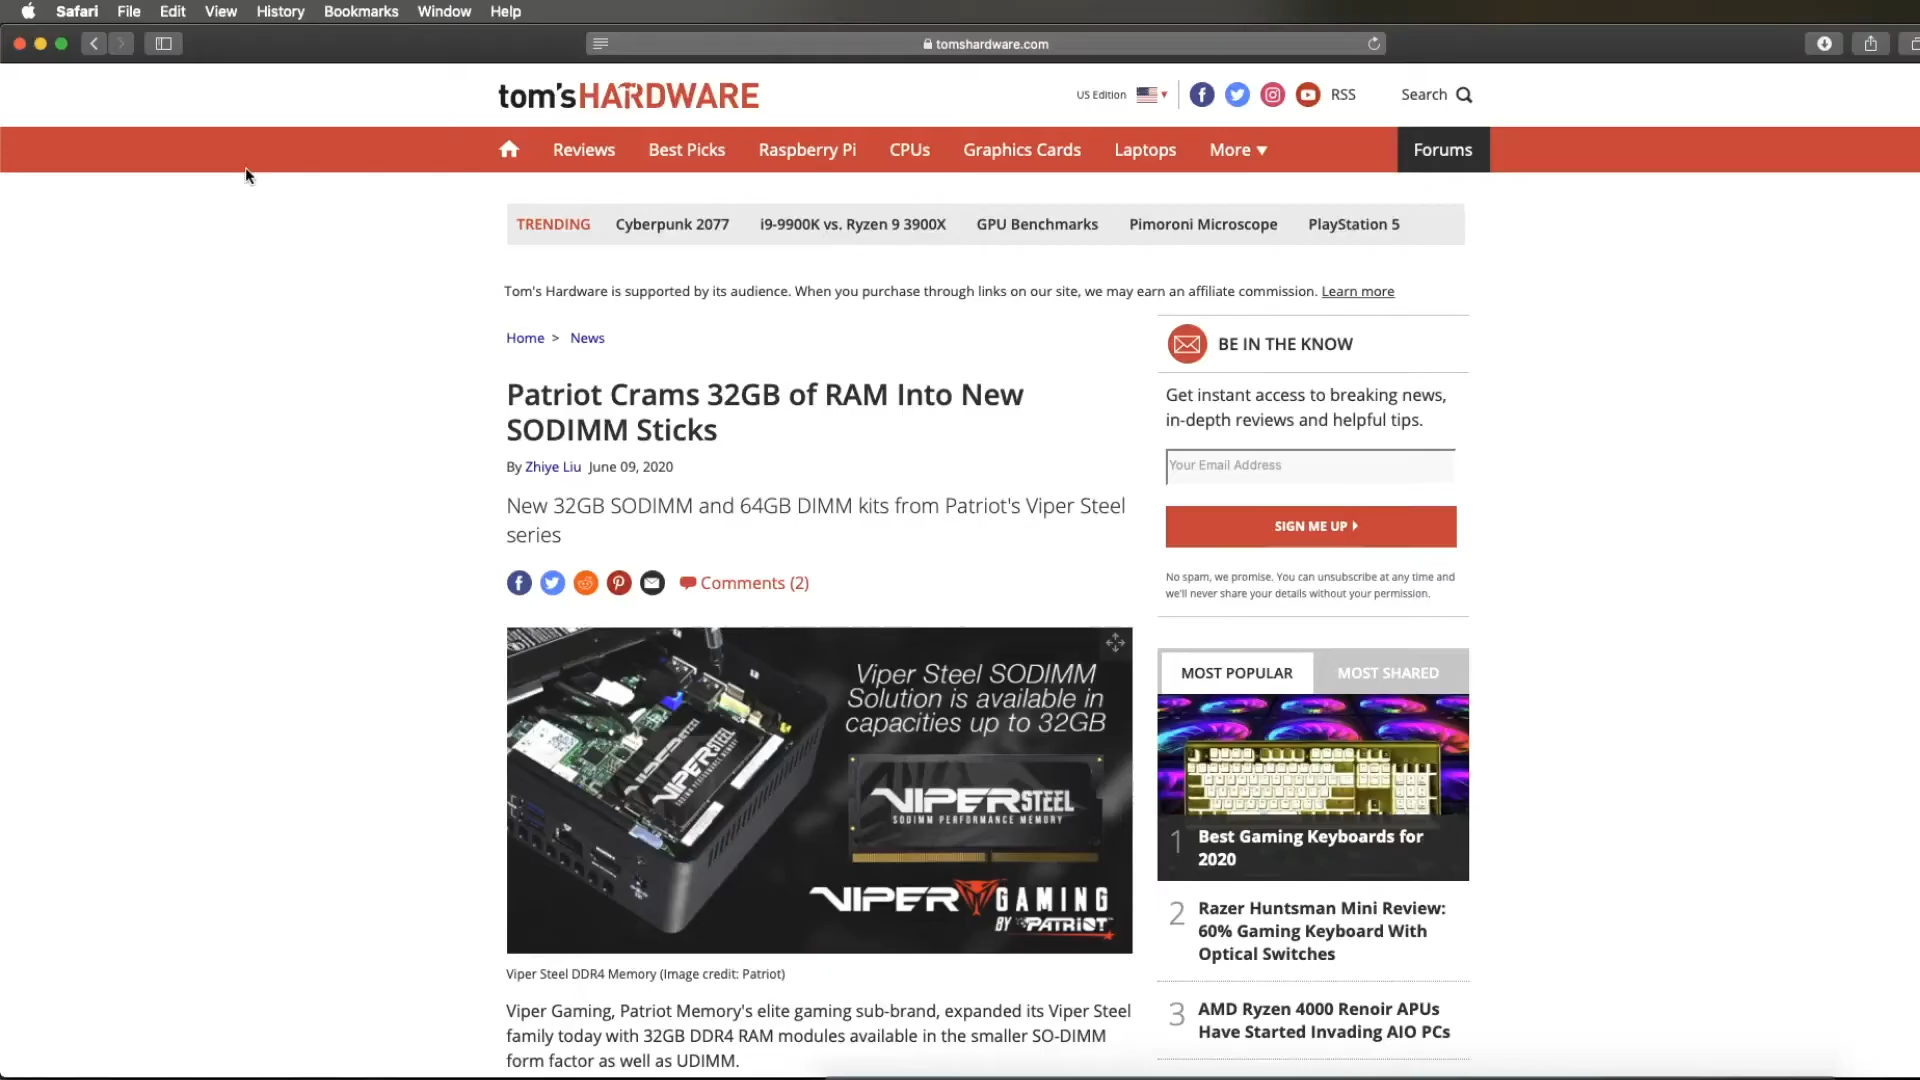 Safari File Edit View History Bookmarks Window Help
tomshardware.com
tom'sHARDWARE
US Edition
RSS
Search
Reviews Best Picks Raspberry Pi CPUs Graphics Cards Laptops More Forums
TRENDING Cyberpunk 2077 i9-9900K vs. Ryzen 9 3900X GPU Benchmarks Pimoroni Microscope PlayStation 5
Tom's Hardware is supported by its audience. When you purchase through links on our site, we may earn an affiliate commission. Learn more
Home > News
Patriot Crams 32GB of RAM Into New
SODIMM Sticks
By Zhiye Liu June 09, 2020
New 32GB SODIMM and 64GB DIMM kits from Patriot's Viper Steel
series
Comments (2)
Viper Steel SODIMM
Solution is available in
capacities up to 32GB
VIPER STEEL
VIPER STEEL
SODIMM PERFORMANCE MEMORY
VIPER GAMING
BY PATRIOT
Viper Steel DDR4 Memory (Image credit: Patriot)
Viper Gaming, Patriot Memory's elite gaming sub-brand, expanded its Viper Steel
family today with 32GB DDR4 RAM modules available in the smaller SO-DIMM
form factor as well as UDIMM.
BE IN THE KNOW
Get instant access to breaking news,
in-depth reviews and helpful tips.
Your Email Address
SIGN ME UP
No spam, we promise. You can unsubscribe at any time and
we'll never share your details without your permission.
MOST POPULAR MOST SHARED
1 Best Gaming Keyboards for
2020
2 Razer Huntsman Mini Review:
60% Gaming Keyboard With
Optical Switches
3 AMD Ryzen 4000 Renoir APUs
Have Started Invading AIO PCs